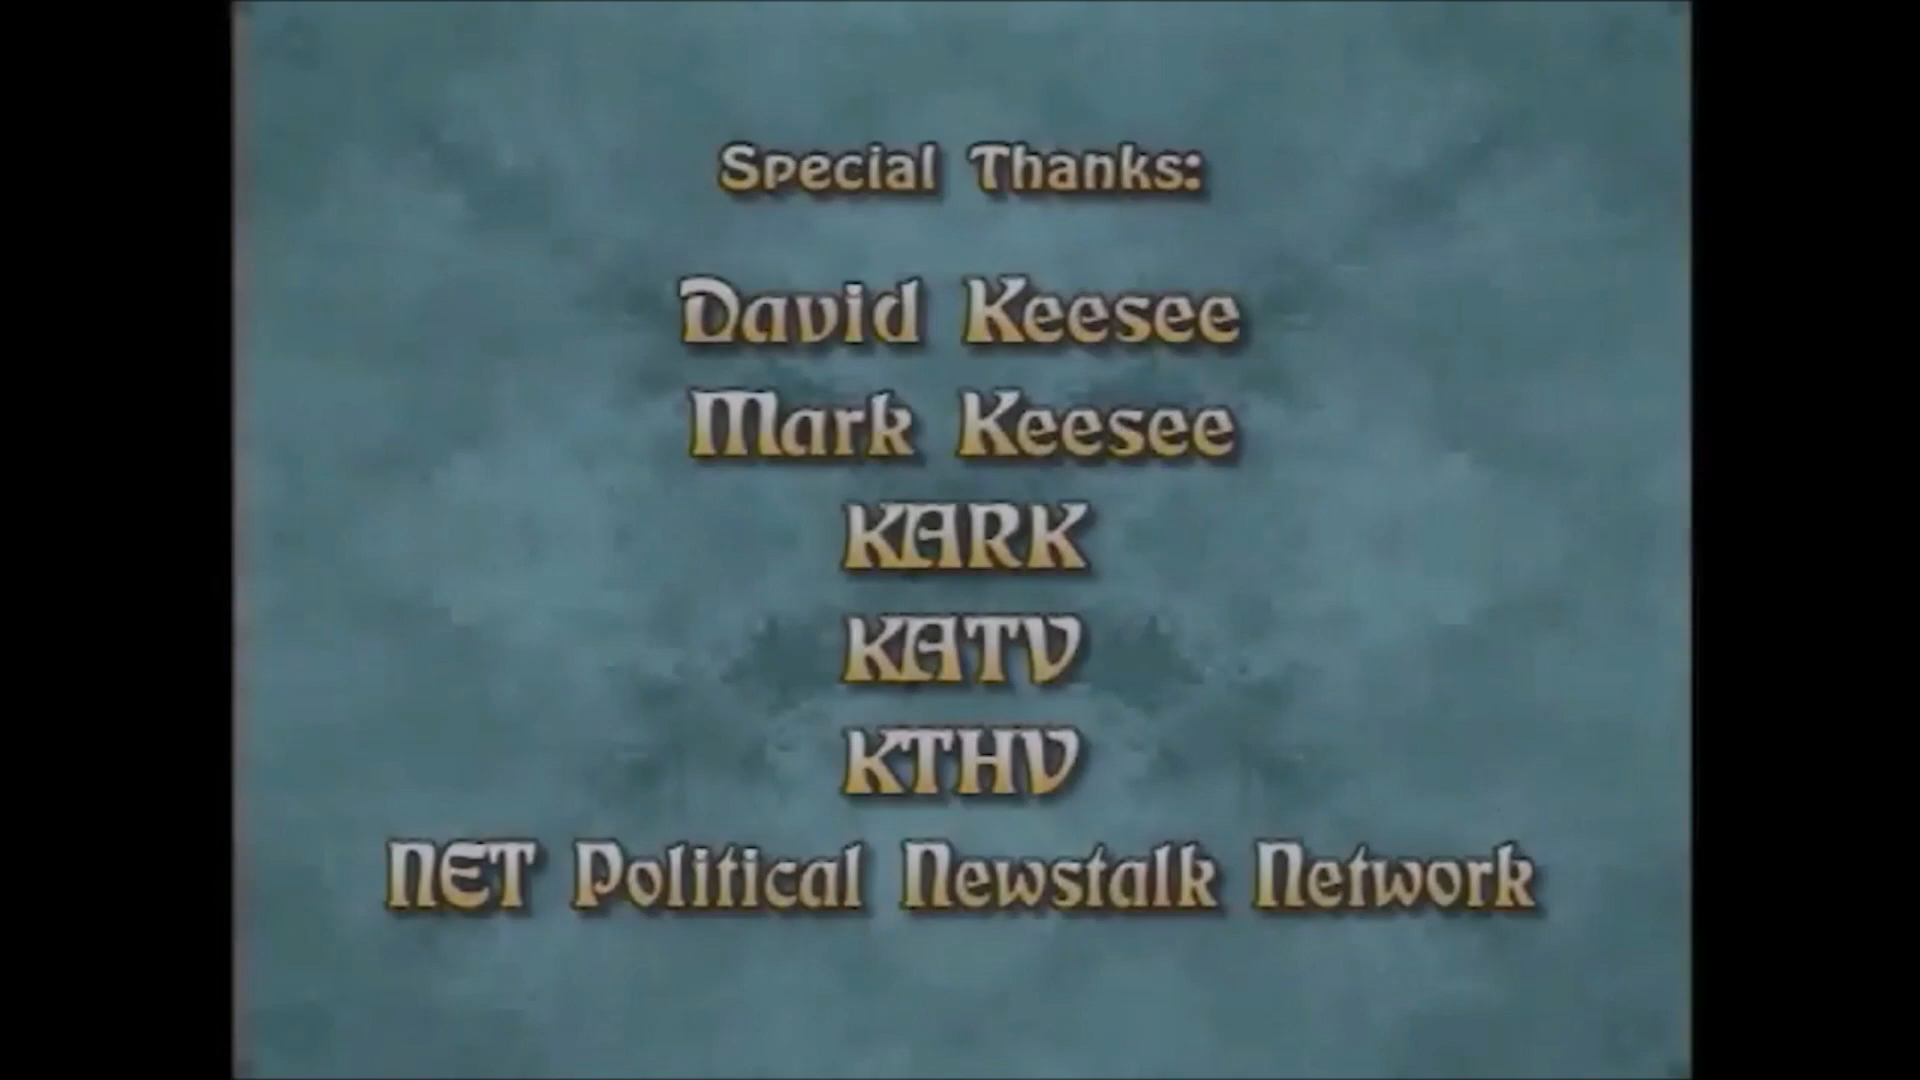 Special Thanks:
David Keesee
Mark Keesee
KARK
KATV
KTHV
NET Political Newstalk Network